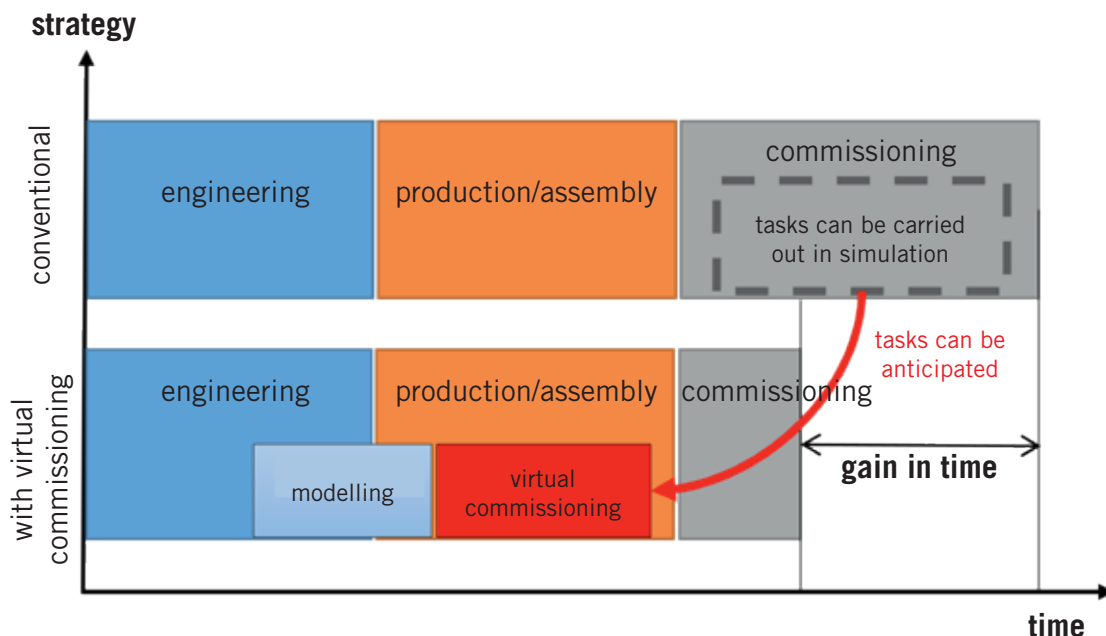 strategy
conventional
engineering
production/assembly
commissioning
tasks can be carried
out in simulation
tasks can be
anticipated
with virtual
commissioning
engineering
production/assembly
commissioning
modelling
virtual
commissioning
gain in time
time